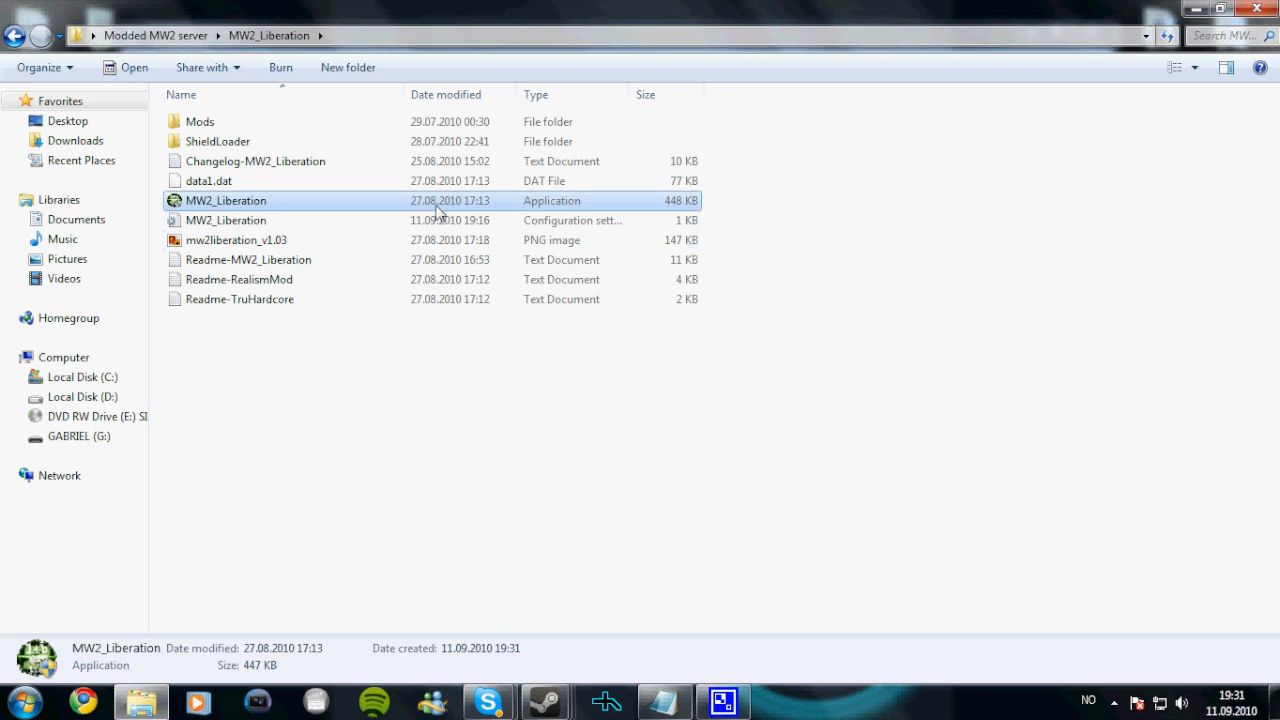 Modded MW2 server MW2_Liberation Search MW...
Organize Open Share with Burn New folder
Name Date modified Type Size
Favorites
Desktop
Downloads
Recent Places
Libraries
Documents
Music
Pictures
Videos
Homegroup
Computer
Local Disk (C:)
Local Disk (D:)
DVD RW Drive (E:) SI
GABRIEL (G:)
Network
Mods 29.07.2010 00:30 File folder
ShieldLoader 28.07.2010 22:41 File folder
Changelog-MW2_Liberation 25.08.2010 15:02 Text Document 10 KB
data1.dat 27.08.2010 17:13 DAT File 77 KB
MW2_Liberation 27.08.2010 17:13 Application 448 KB
MW2_Liberation 11.09.2010 19:16 Configuration sett... 1 KB
mw2liberation_v1.03 27.08.2010 17:18 PNG image 147 KB
Readme-MW2_Liberation 27.08.2010 16:53 Text Document 11 KB
Readme-RealismMod 27.08.2010 17:12 Text Document 4 KB
Readme-TruHardcore 27.08.2010 17:12 Text Document 2 KB
MW2_Liberation Date modified: 27.08.2010 17:13 Date created: 11.09.2010 19:31
Application Size: 447 KB
NO 19:31
11.09.2010